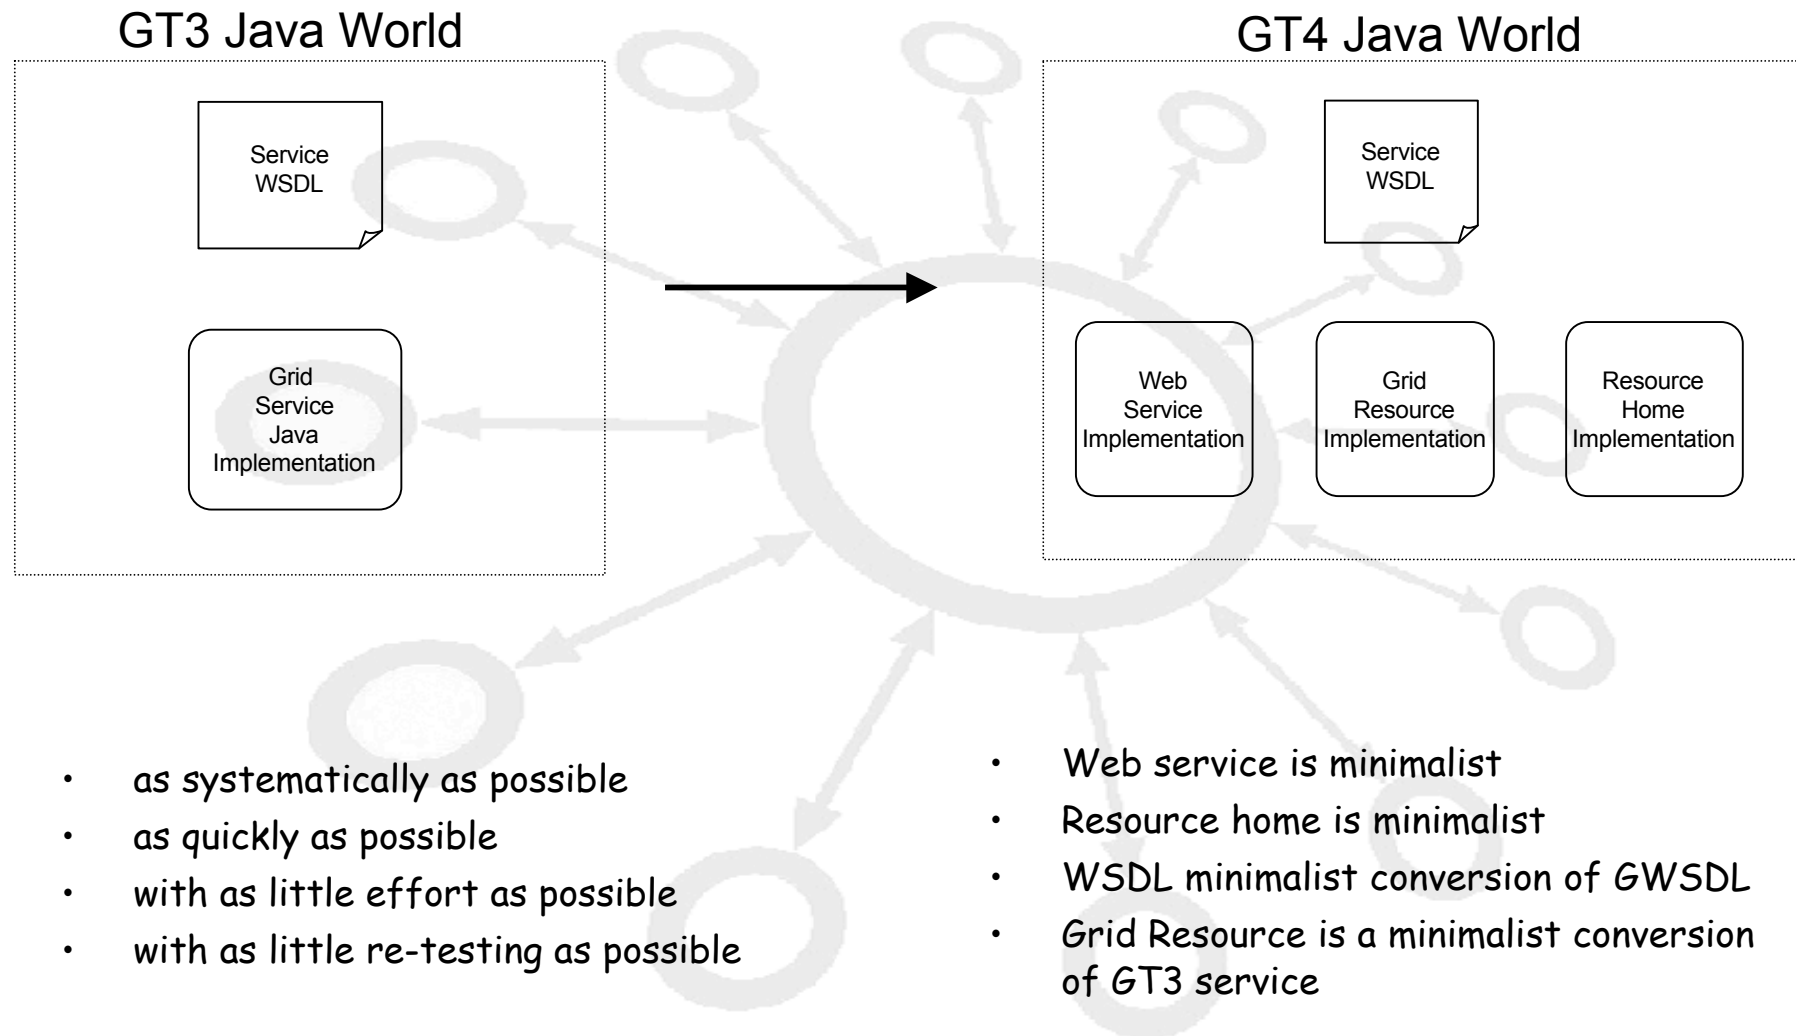 GT3 Java World
Service
WSDL
Grid
Service
Java
Implementation
GT4 Java World
Service
WSDL
Web
Service
Implementation
Grid
Resource
Implementation
Resource
Home
Implementation
• as systematically as possible
• as quickly as possible
• with as little effort as possible
• with as little re-testing as possible
• Web service is minimalist
• Resource home is minimalist
• WSDL minimalist conversion of GWSDL
• Grid Resource is a minimalist conversion
of GT3 service